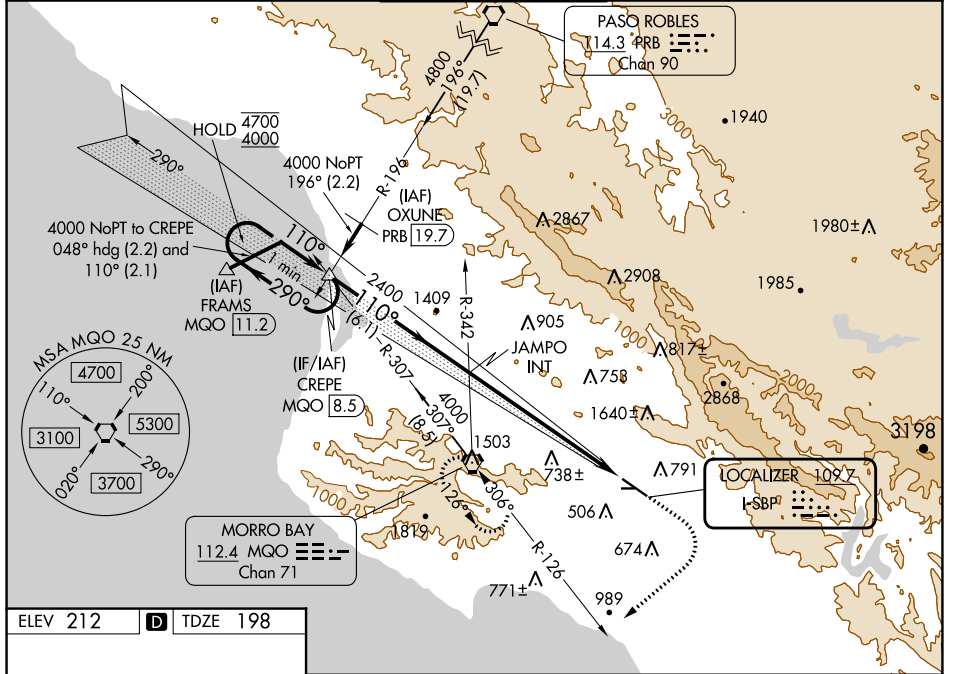 PASO ROBLES
114.3 PRB
Chan 90
4800
196°
(19.7)
3000
1940
HOLD 4700
4000
290°
4000 NoPT
196° (2.2)
R-196
(IAF)
OXUNE
PRB 19.7
2867
1980±
4000 NoPT to CREPE
048° hdg (2.2) and
110° (2.1)
110°
1 min
290°
(IAF)
FRAMS
MQO 11.2
2400
110°
(6.1)
1409
R-342
2908
1985
1000
905
JAMPO
INT
817±
753
2000
2868
1640±
3198
MSA MQO 25 NM
4700
110°
200°
3100
5300
020°
3700
290°
(IF/IAF)
CREPE
MQO 8.5
R-307
307°
4000
(8.5)
1503
738±
791
LOCALIZER 109.7
I-SBP
1000
126°
306°
506
1819
R-126
674
MORRO BAY
112.4 MQO
Chan 71
771±
989
ELEV 212 D TDZE 198